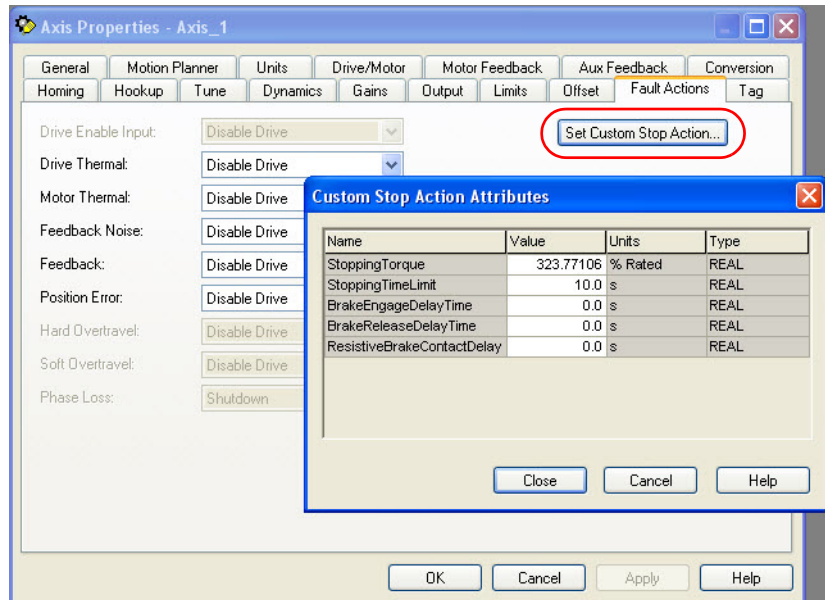 Axis Properties - Axis_1
General Motion Planner Units Drive/Motor Motor Feedback Aux Feedback Conversion
Homing Hookup Tune Dynamics Gains Output Limits Offset Fault Actions Tag
Drive Enable Input: Disable Drive Set Custom Stop Action...
Drive Thermal: Disable Drive
Motor Thermal: Disable Drive
Feedback Noise: Disable Drive
Feedback: Disable Drive
Position Error: Disable Drive
Hard Overtravel: Disable Drive
Soft Overtravel: Disable Drive
Phase Loss: Shutdown
Custom Stop Action Attributes
Name Value Units Type
StoppingTorque 323.77106 % Rated REAL
StoppingTimeLimit 10.0 s REAL
BrakeEngageDelayTime 0.0 s REAL
BrakeReleaseDelayTime 0.0 s REAL
ResistiveBrakeContactDelay 0.0 s REAL
Close Cancel Help
OK Cancel Apply Help